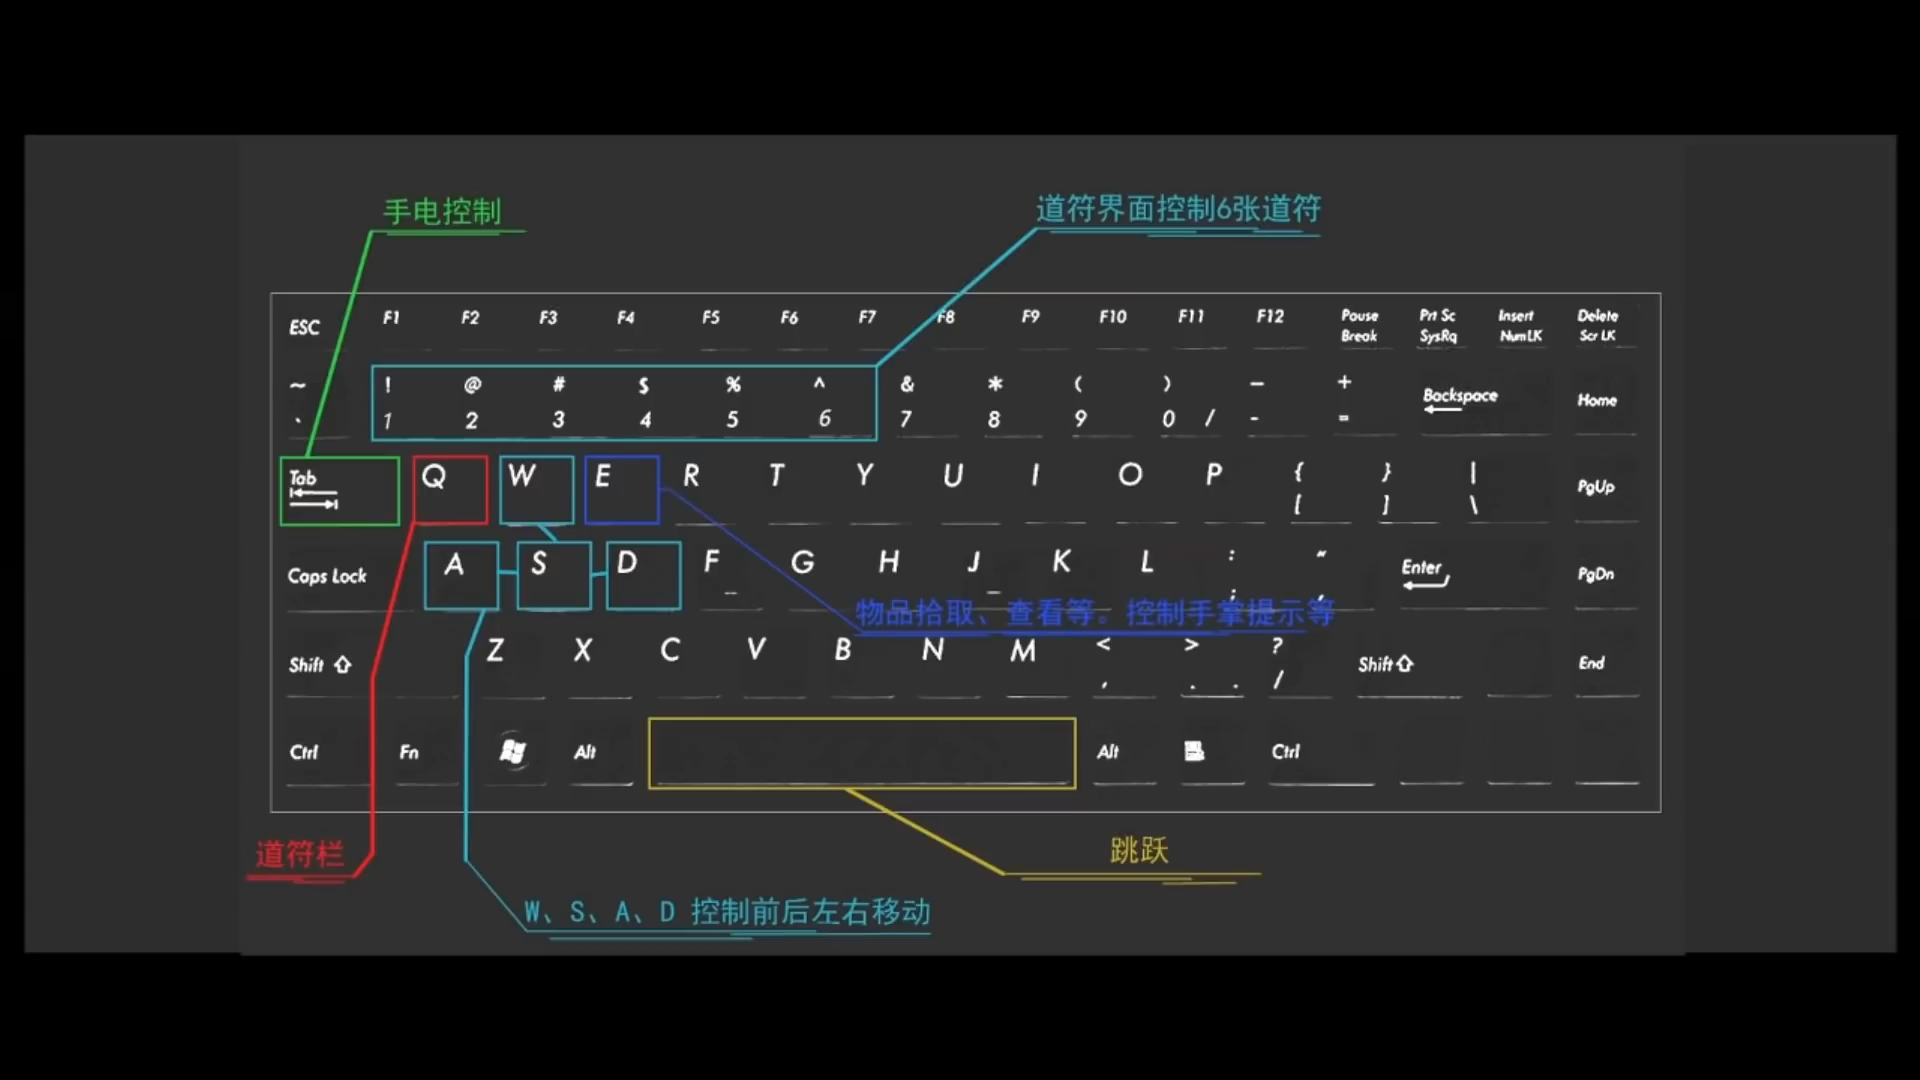 手电控制
道符界面控制6张道符
ESC F1 F2 F3 F4 F5 F6 F7 F8 F9 F10 F11 F12 Pause Break Prt Sc SysRq Insert NumLK Delete Scr LK
~ ! @ # $ % ^ & * ( ) _ + Backspace Home
` 1 2 3 4 5 6 7 8 9 0 / - =
Tab Q W E R T Y U I O P { } | PgUp
[ ] \
Caps Lock A S D F G H J K L : " Enter PgDn
; ,
物品拾取、查看等。控制手掌提示等
Shift Z X C V B N M < > ? Shift End
, . . /
Ctrl Fn Alt Alt Ctrl
道符栏
跳跃
W、S、A、D 控制前后左右移动